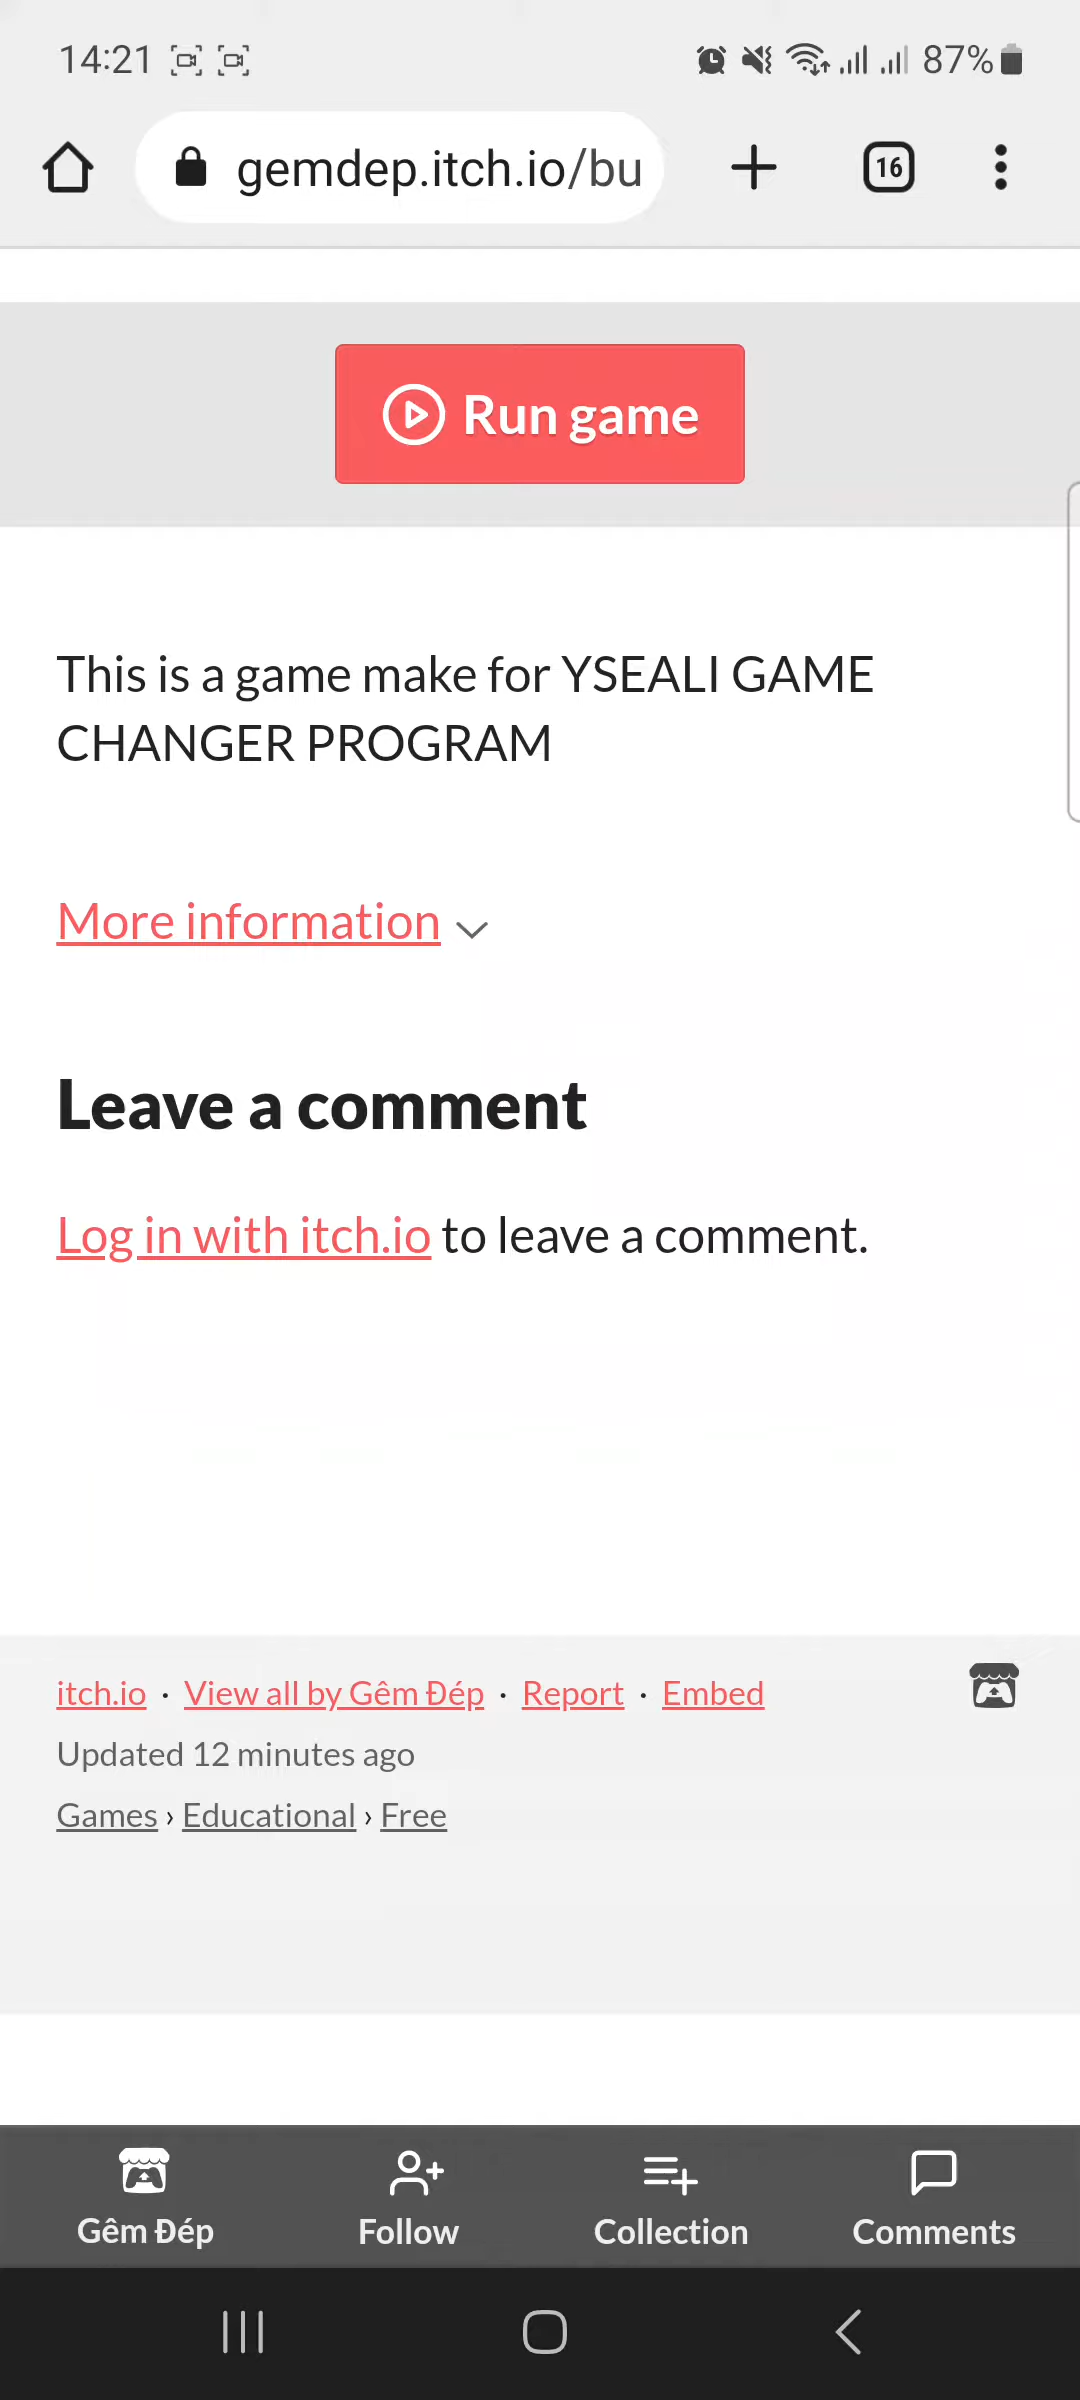 14:21
87%
gemdep.itch.io/bu
16
Run game
This is a game make for YSEALI GAME
CHANGER PROGRAM
More information
Leave a comment
Log in with itch.io to leave a comment.
itch.io · View all by Gêm Đép · Report · Embed
Updated 12 minutes ago
Games › Educational › Free
Gêm Đép
Follow
Collection
Comments